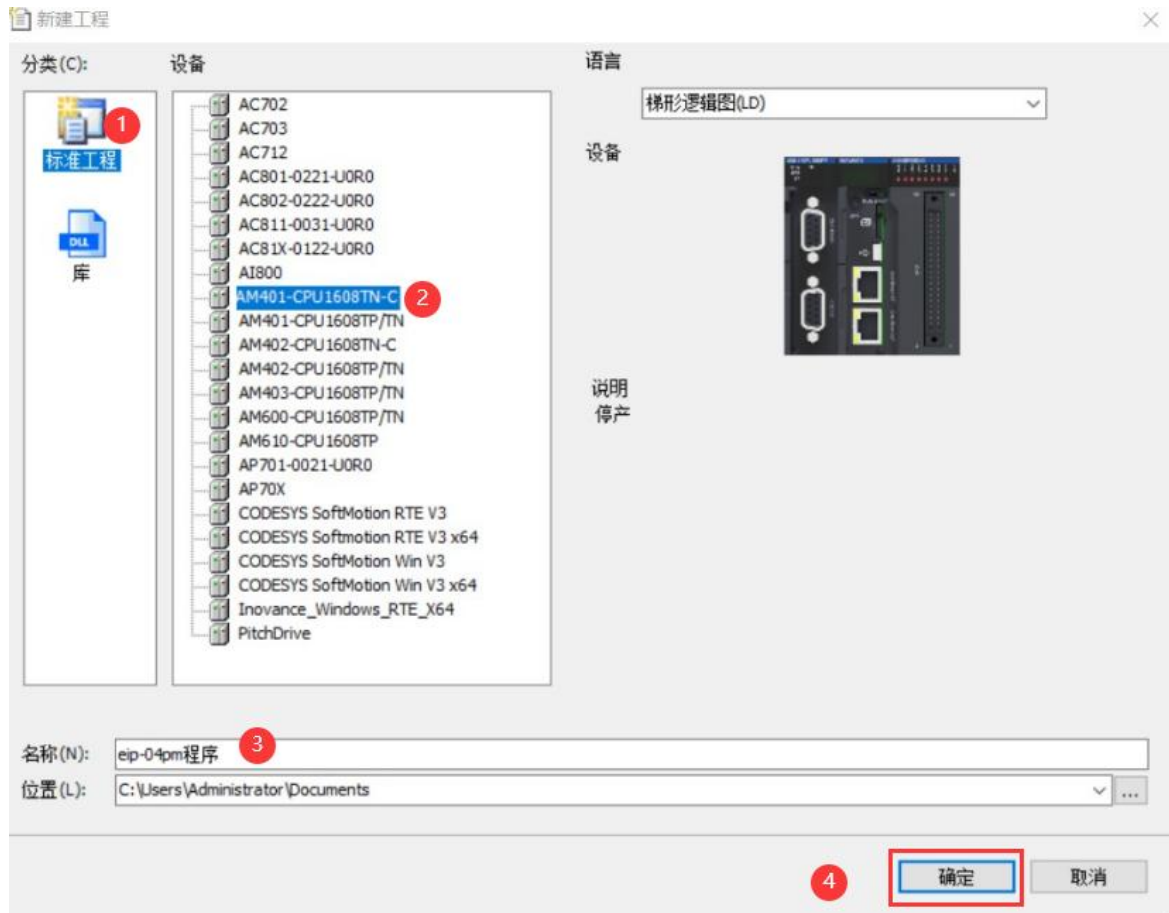 新建工程
分类(C):
设备
语言
标准工程
1
DLL
库
AC702
AC703
AC712
AC801-0221-U0R0
AC802-0222-U0R0
AC811-0031-U0R0
AC81X-0122-U0R0
AI800
AM401-CPU1608TN-C
2
AM401-CPU1608TP/TN
AM402-CPU1608TN-C
AM402-CPU1608TP/TN
AM403-CPU1608TP/TN
AM600-CPU1608TP/TN
AM610-CPU1608TP
AP701-0021-U0R0
AP70X
CODESYS SoftMotion RTE V3
CODESYS Softmotion RTE V3 x64
CODESYS SoftMotion Win V3
CODESYS SoftMotion Win V3 x64
Inovance_Windows_RTE_X64
PitchDrive
梯形逻辑图(LD)
设备
说明
停产
名称(N):
eip-04pm程序
3
位置(L):
C:\Users\Administrator\Documents
...
4
确定
取消